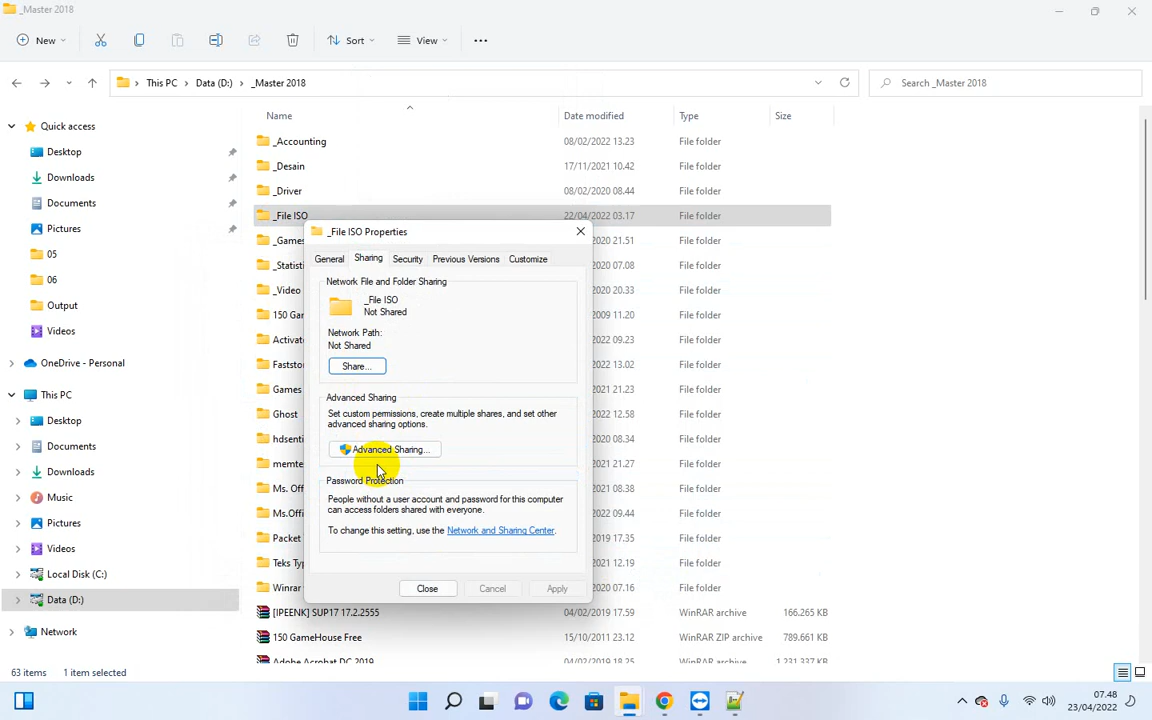 _Master 2018
New
Sort
View
This PC
Data (D:)
_Master 2018
Search _Master 2018
Name
Date modified
Type
Size
Quick access
Desktop
Downloads
Documents
Pictures
05
06
Output
Videos
OneDrive - Personal
This PC
Desktop
Documents
Downloads
Music
Pictures
Videos
Local Disk (C:)
Data (D:)
Network
_Accounting 08/02/2022 13.23 File folder
_Desain 17/11/2021 10.42 File folder
_Driver 08/02/2020 08.44 File folder
_File ISO 22/04/2022 03.17 File folder
_Games 2020 21.51 File folder
_Statisti 2020 07.08 File folder
_Video 2020 20.33 File folder
150 Gar 2009 19.31 File folder
Activat 2022 09.23 File folder
Faststo 2022 13.02 File folder
Games 2021 21.23 File folder
Ghost 2022 12.58 File folder
hdsenti 2020 08.34 File folder
memte 2021 21.27 File folder
Ms. Off 2021 08.38 File folder
Ms.Offi 2022 09.44 File folder
Packet 2019 17.35 File folder
Teks Ty 2021 12.19 File folder
Winrar 2020 07.16 File folder
[IPEENK] SUP17 17.2.2555 04/02/2019 17.59 WinRAR archive 166.265 KB
150 GameHouse Free 15/10/2011 23.12 WinRAR ZIP archive 789.661 KB
Adobe Acrobat DC 2019 04/02/2019 18.25 WinRAR archive 1.231.337 KB
_File ISO Properties
General Sharing Security Previous Versions Customize
Network File and Folder Sharing
_File ISO
Not Shared
Network Path:
Not Shared
Share...
Advanced Sharing
Set custom permissions, create multiple shares, and set other
advanced sharing options.
Advanced Sharing...
Password Protection
People without a user account and password for this computer
can access folders shared with everyone.
To change this setting, use the Network and Sharing Center.
Close Cancel Apply
63 items 1 item selected
07.48
23/04/2022